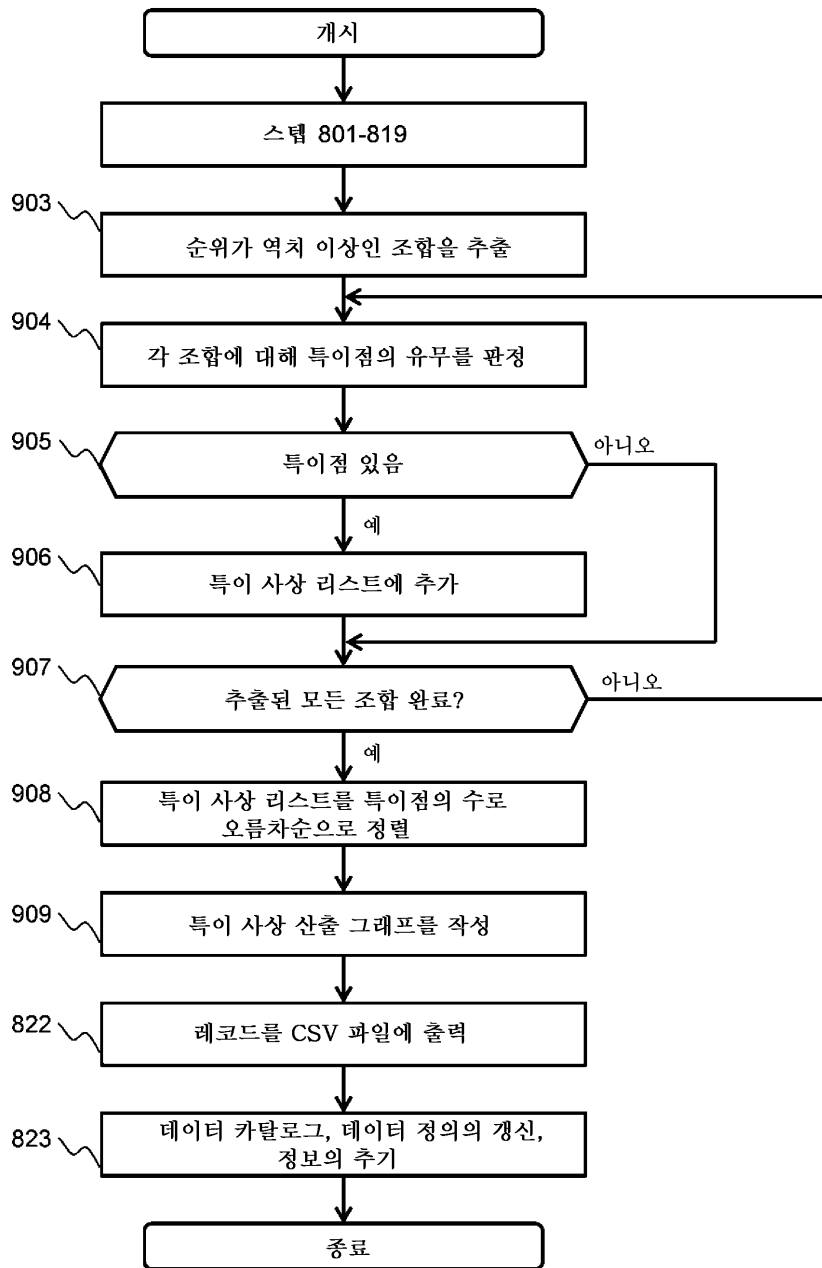 개시
스텝 801-819
903
순위가 역치 이상인 조합을 추출
904
각 조합에 대해 특이점의 유무를 판정
905
특이점 있음
아니오
예
906
특이 사상 리스트에 추가
907
추출된 모든 조합 완료?
아니오
예
908
특이 사상 리스트를 특이점의 수로
오름차순으로 정렬
909
특이 사상 산출 그래프를 작성
822
레코드를 CSV 파일에 출력
823
데이터 카탈로그, 데이터 정의의 갱신,
정보의 추기
종료